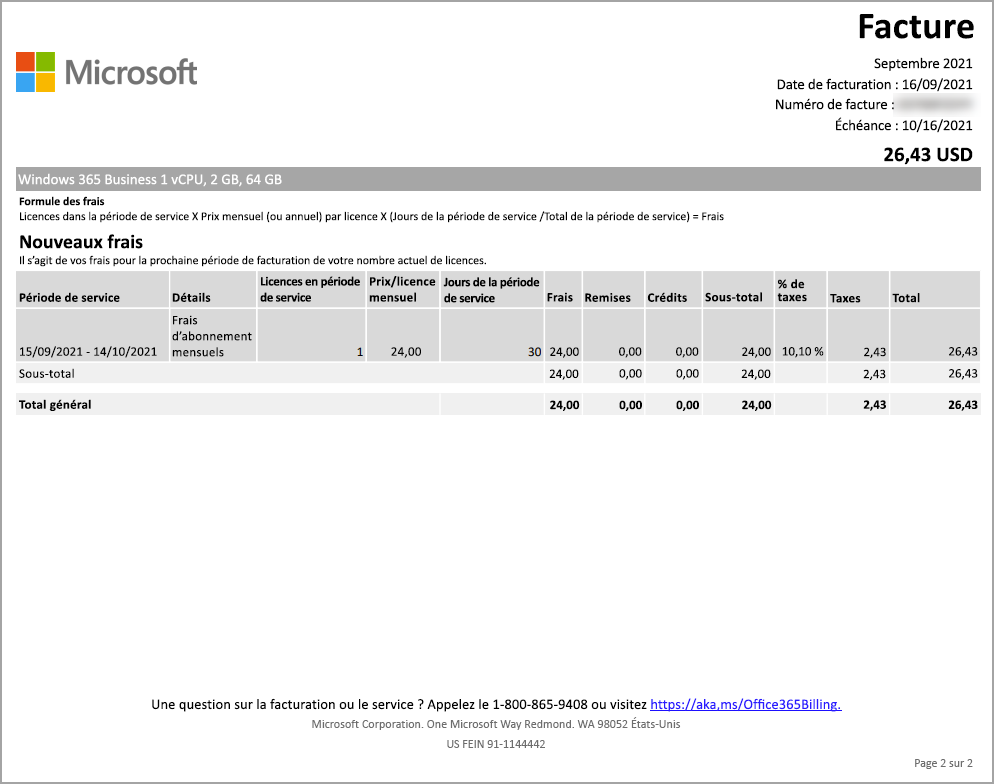 Facture
Microsoft
Septembre 2021
Date de facturation : 16/09/2021
Numéro de facture :
Échéance : 10/16/2021
26,43 USD
Windows 365 Business 1 vCPU, 2 GB, 64 GB
Formule des frais
Licences dans la période de service X Prix mensuel (ou annuel) par licence X (Jours de la période de service /Total de la période de service) = Frais
Nouveaux frais
Il s’agit de vos frais pour la prochaine période de facturation de votre nombre actuel de licences.
Période de service Détails Licences en période de service Prix/licence mensuel Jours de la période de service Frais Remises Crédits Sous-total % de taxes Taxes Total
15/09/2021 - 14/10/2021 Frais d’abonnement mensuels 1 24,00 30 24,00 0,00 0,00 24,00 10,10 % 2,43 26,43
Sous-total 24,00 0,00 0,00 24,00 2,43 26,43
Total général 24,00 0,00 0,00 24,00 2,43 26,43
Une question sur la facturation ou le service ? Appelez le 1-800-865-9408 ou visitez https://aka,ms/Office365Billing.
Microsoft Corporation. One Microsoft Way Redmond. WA 98052 États-Unis
US FEIN 91-1144442
Page 2 sur 2